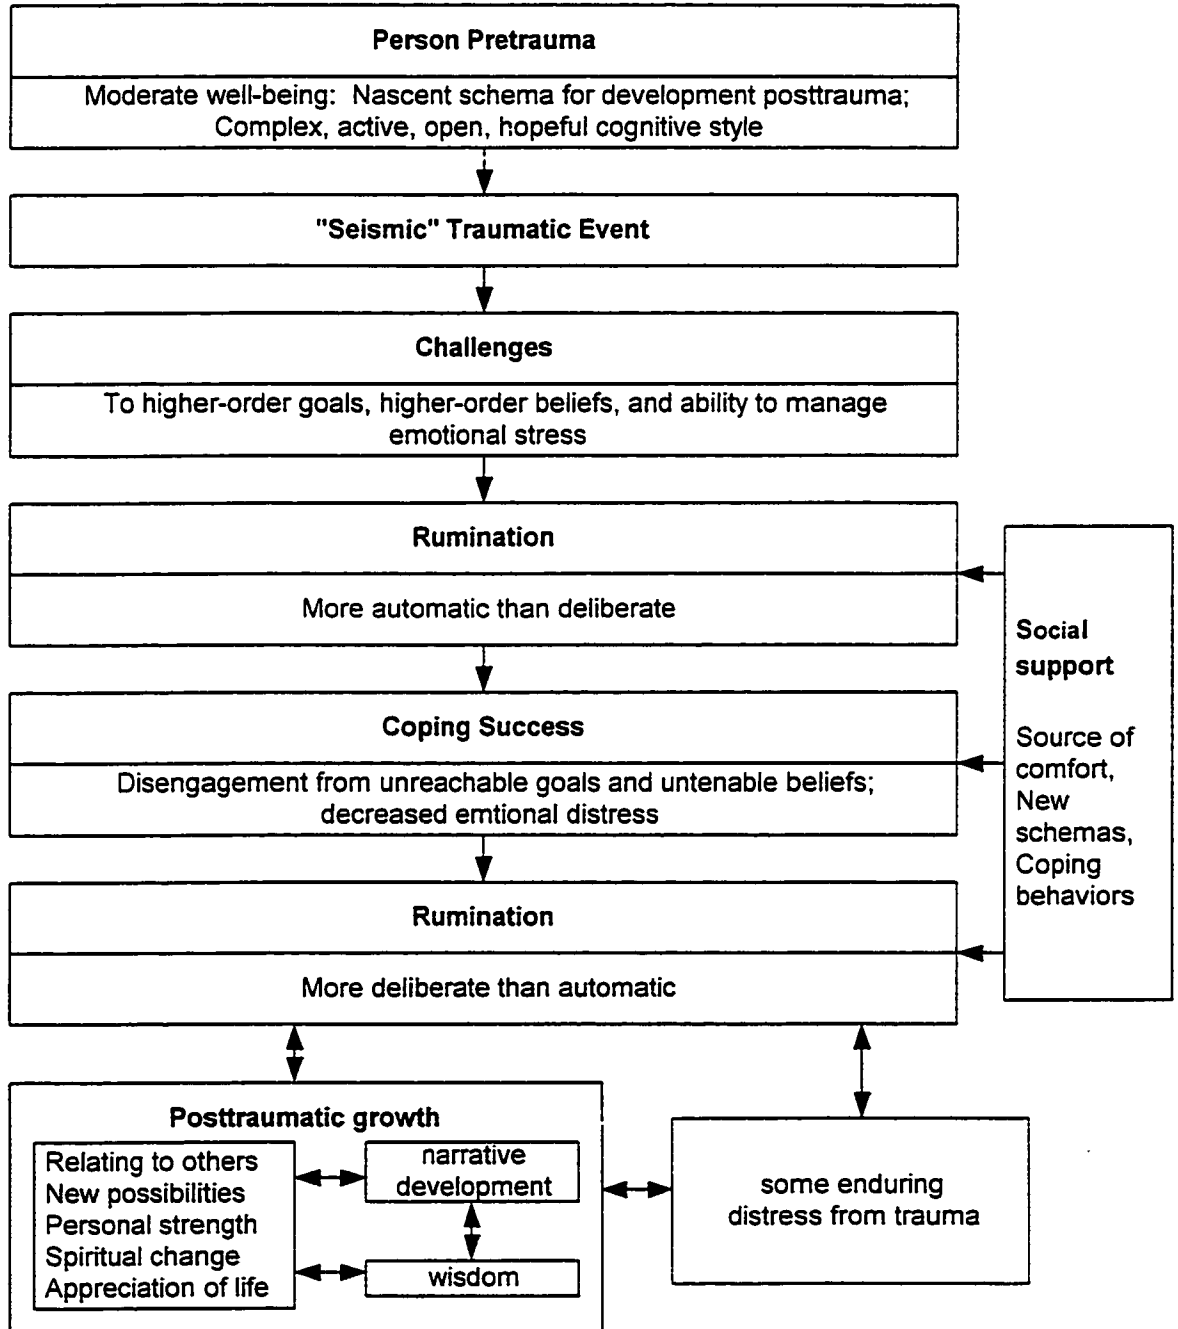 Person Pretrauma
Moderate well-being: Nascent schema for development posttrauma;
Complex, active, open, hopeful cognitive style
"Seismic" Traumatic Event
Challenges
To higher-order goals, higher-order beliefs, and ability to manage
emotional stress
Rumination
More automatic than deliberate
Coping Success
Disengagement from unreachable goals and untenable beliefs;
decreased emtional distress
Rumination
More deliberate than automatic
Social
support
Source of
comfort,
New
schemas,
Coping
behaviors
Posttraumatic growth
Relating to others
New possibilities
Personal strength
Spiritual change
Appreciation of life
narrative
development
wisdom
some enduring
distress from trauma